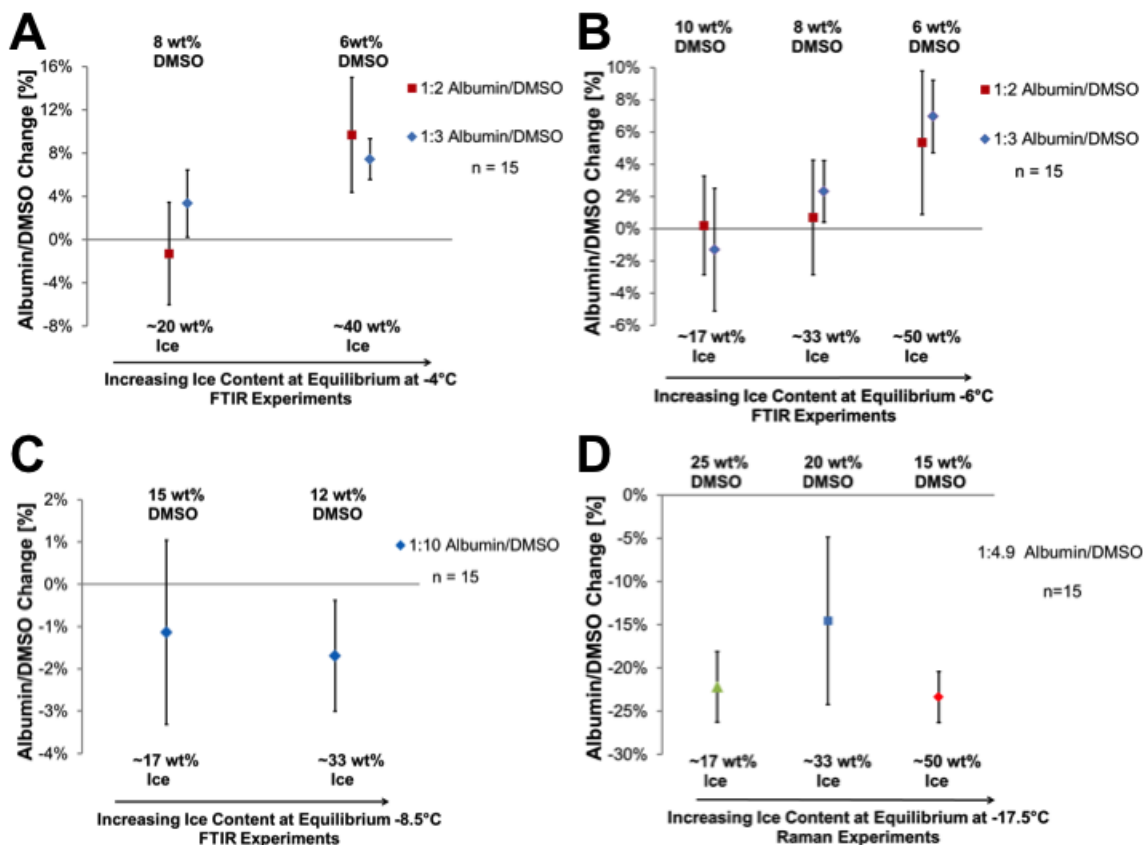 A
8 wt%
DMSO
6wt%
DMSO
Albumin/DMSO Change [%]
16%
12%
8%
4%
0%
-4%
-8%
1:2 Albumin/DMSO
1:3 Albumin/DMSO
n = 15
~20 wt%
Ice
~40 wt%
Ice
Increasing Ice Content at Equilibrium at -4°C
FTIR Experiments
B
10 wt%
DMSO
8 wt%
DMSO
6 wt%
DMSO
Albumin/DMSO Change [%]
10%
8%
6%
4%
2%
0%
-2%
-4%
-6%
1:2 Albumin/DMSO
1:3 Albumin/DMSO
n = 15
~17 wt%
Ice
~33 wt%
Ice
~50 wt%
Ice
Increasing Ice Content at Equilibrium -6°C
FTIR Experiments
C
15 wt%
DMSO
12 wt%
DMSO
Albumin/DMSO Change [%]
2%
1%
0%
-1%
-2%
-3%
-4%
1:10 Albumin/DMSO
n = 15
~17 wt%
Ice
~33 wt%
Ice
Increasing Ice Content at Equilibrium -8.5°C
FTIR Experiments
D
25 wt%
DMSO
20 wt%
DMSO
15 wt%
DMSO
Albumin/DMSO Change [%]
0%
-5%
-10%
-15%
-20%
-25%
-30%
1:4.9 Albumin/DMSO
n=15
~17 wt%
Ice
~33 wt%
Ice
~50 wt%
Ice
Increasing Ice Content at Equilibrium at -17.5°C
Raman Experiments